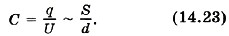 C = q/U ~ S/d. (14.23)